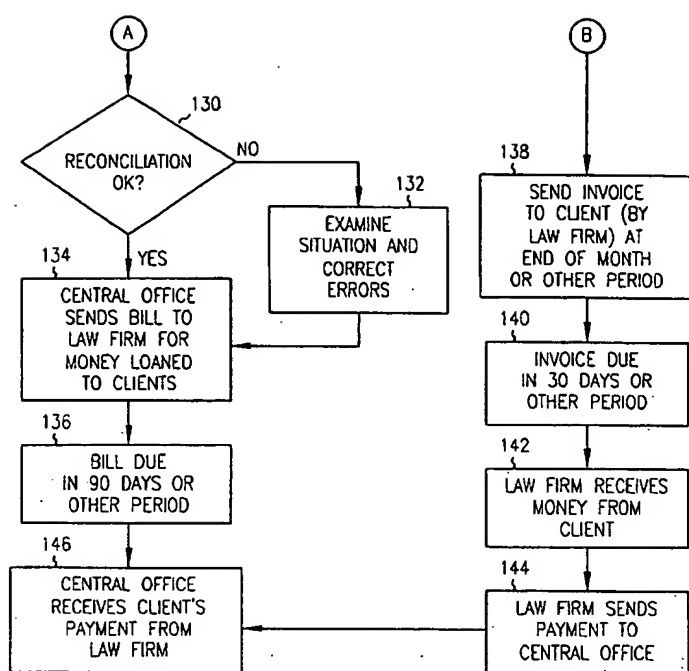 A
130
RECONCILIATION
OK?
NO
YES
132
EXAMINE
SITUATION AND
CORRECT
ERRORS
134
CENTRAL OFFICE
SENDS BILL TO
LAW FIRM FOR
MONEY LOANED
TO CLIENTS
136
BILL DUE
IN 90 DAYS OR
OTHER PERIOD
146
CENTRAL OFFICE
RECEIVES CLIENT'S
PAYMENT FROM
LAW FIRM
B
138
SEND INVOICE
TO CLIENT (BY
LAW FIRM) AT
END OF MONTH
OR OTHER PERIOD
140
INVOICE DUE
IN 30 DAYS OR
OTHER PERIOD
142
LAW FIRM RECEIVES
MONEY FROM
CLIENT
144
LAW FIRM SENDS
PAYMENT TO
CENTRAL OFFICE